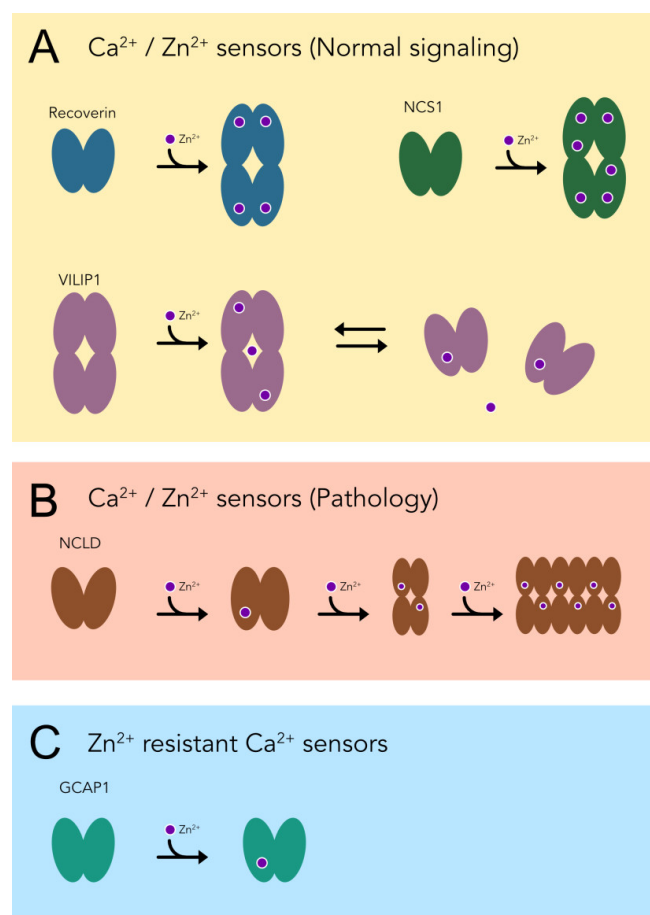 A Ca²⁺ / Zn²⁺ sensors (Normal signaling)
Recoverin
Zn²⁺
NCS1
Zn²⁺
VILIP1
Zn²⁺
B Ca²⁺ / Zn²⁺ sensors (Pathology)
NCLD
Zn²⁺
Zn²⁺
Zn²⁺
C Zn²⁺ resistant Ca²⁺ sensors
GCAP1
Zn²⁺